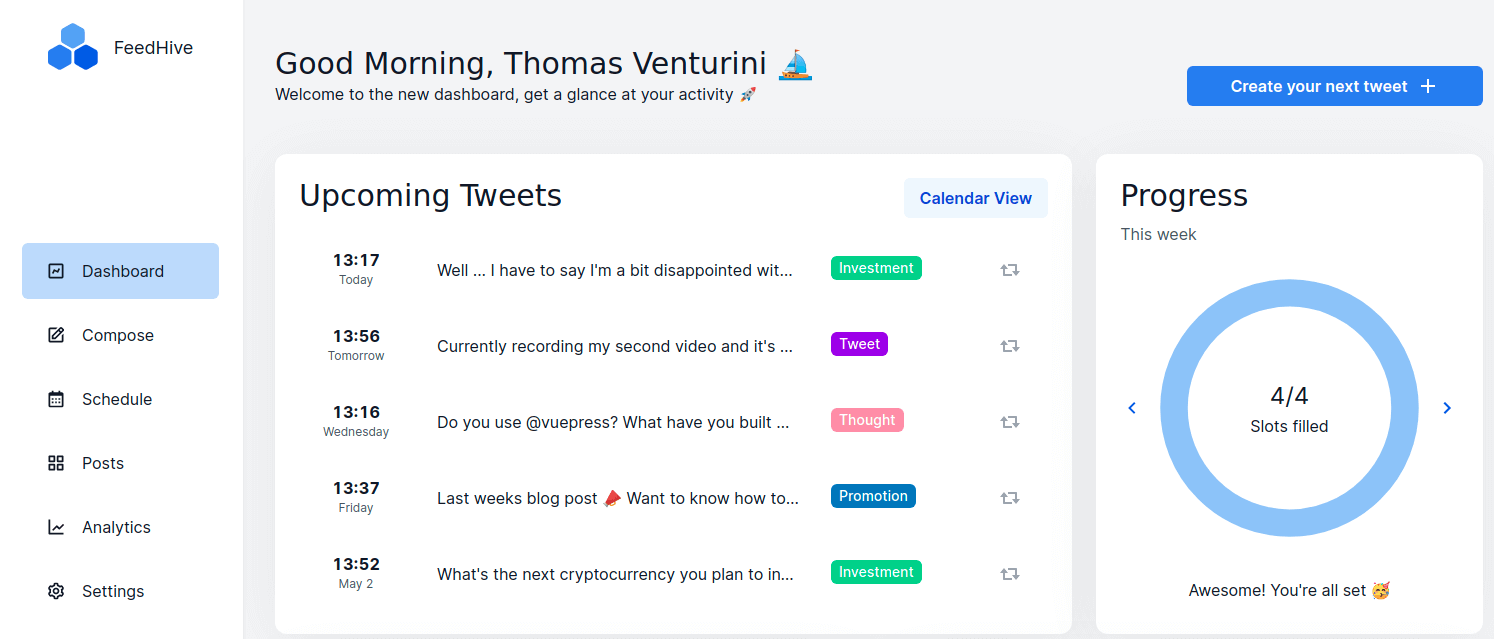 FeedHive
Dashboard
Compose
Schedule
Posts
Analytics
Settings
Good Morning, Thomas Venturini ⛵
Welcome to the new dashboard, get a glance at your activity 🚀
Create your next tweet +
Upcoming Tweets
Calendar View
13:17
Today
Well ... I have to say I'm a bit disappointed wit...
Investment
13:56
Tomorrow
Currently recording my second video and it's ...
Tweet
13:16
Wednesday
Do you use @vuepress? What have you built ...
Thought
13:37
Friday
Last weeks blog post 📣 Want to know how to...
Promotion
13:52
May 2
What's the next cryptocurrency you plan to in...
Investment
Progress
This week
4/4
Slots filled
Awesome! You're all set 🥳